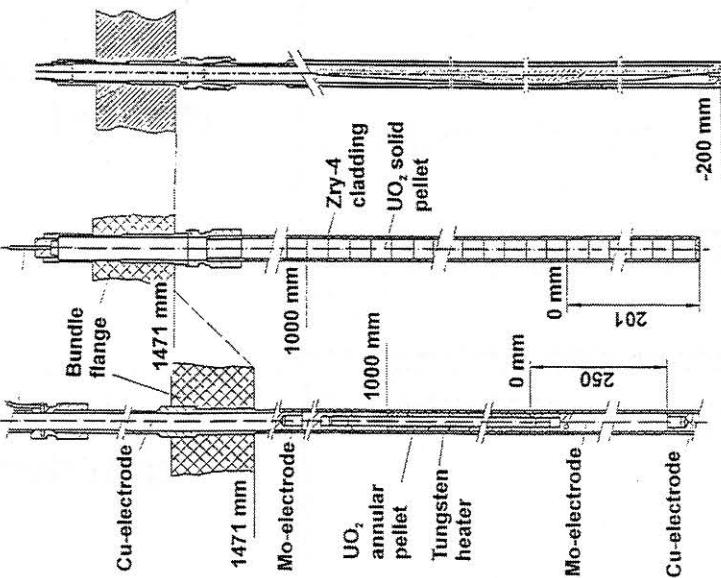 Bundle
flange
Cu-electrode
1471 mm
Mo-electrode
UO₂
annular
pellet
Tungsten
heater
Mo-electrode
Cu-electrode
1000 mm
0 mm
250
1471 mm
1000 mm
Zry-4
cladding
UO₂ solid
pellet
0 mm
201
-200 mm